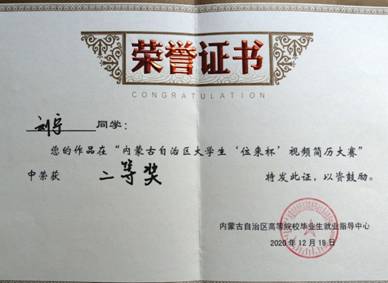 荣誉证书
CONGRATULATION
刘宇 同学：
您的作品在“内蒙古自治区大学生‘位来杯’视频简历大赛”
中荣获 二等奖 特发此证，以资鼓励。
内蒙古自治区高等院校毕业生就业指导中心
2020年12月18日